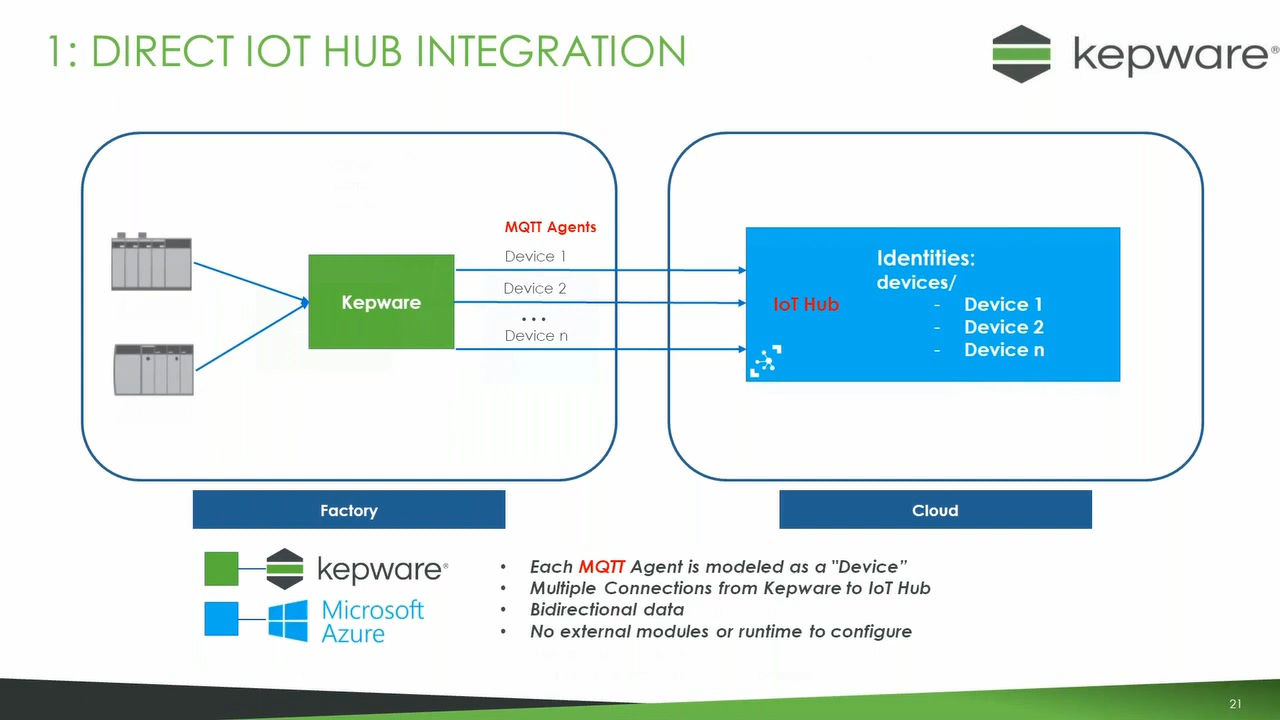 1: DIRECT IOT HUB INTEGRATION
kepware®
MQTT Agents
Device 1
Device 2
...
Device n
Kepware
IoT Hub
Identities:
devices/
- Device 1
- Device 2
- Device n
Factory
Cloud
kepware®
Microsoft
Azure
• Each MQTT Agent is modeled as a "Device”
• Multiple Connections from Kepware to IoT Hub
• Bidirectional data
• No external modules or runtime to configure
21